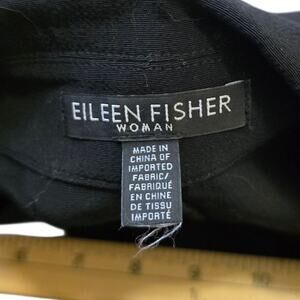 EILEEN FISHER
WOMAN
MADE IN
CHINA OF
IMPORTED
FABRIC/
FABRIQUÉ
EN CHINE
DE TISSU
IMPORTÉ